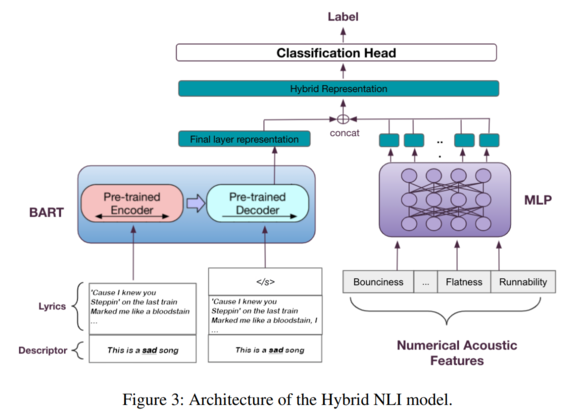 Label
Classification Head
Hybrid Representation
concat
Final layer representation
..
.
BART
Pre-trained
Encoder
Pre-trained
Decoder
MLP
Lyrics
'Cause I knew you
Steppin' on the last train
Marked me like a bloodstain
...
</s>
'Cause I knew you
Steppin' on the last train
Marked me like a bloodstain, I
...
Descriptor
This is a sad song
This is a sad song
Bounciness
...
Flatness
Runnability
Numerical Acoustic
Features
Figure 3: Architecture of the Hybrid NLI model.